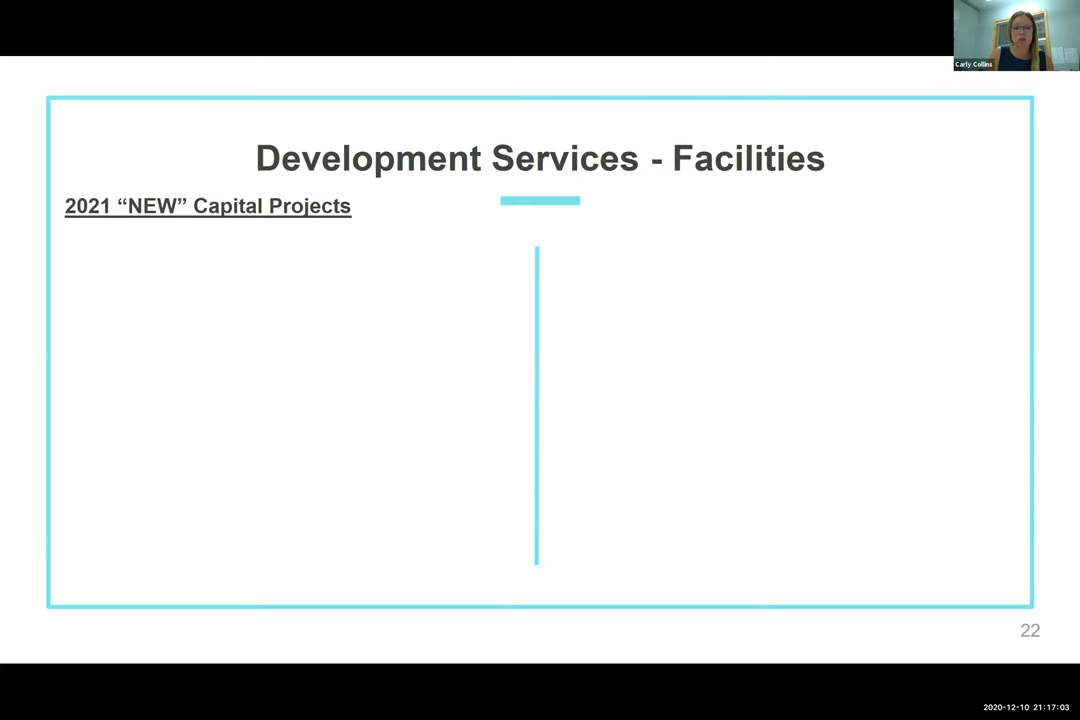 Carly Collins
Development Services - Facilities
2021 “NEW” Capital Projects
22
2020-12-10 21:17:03